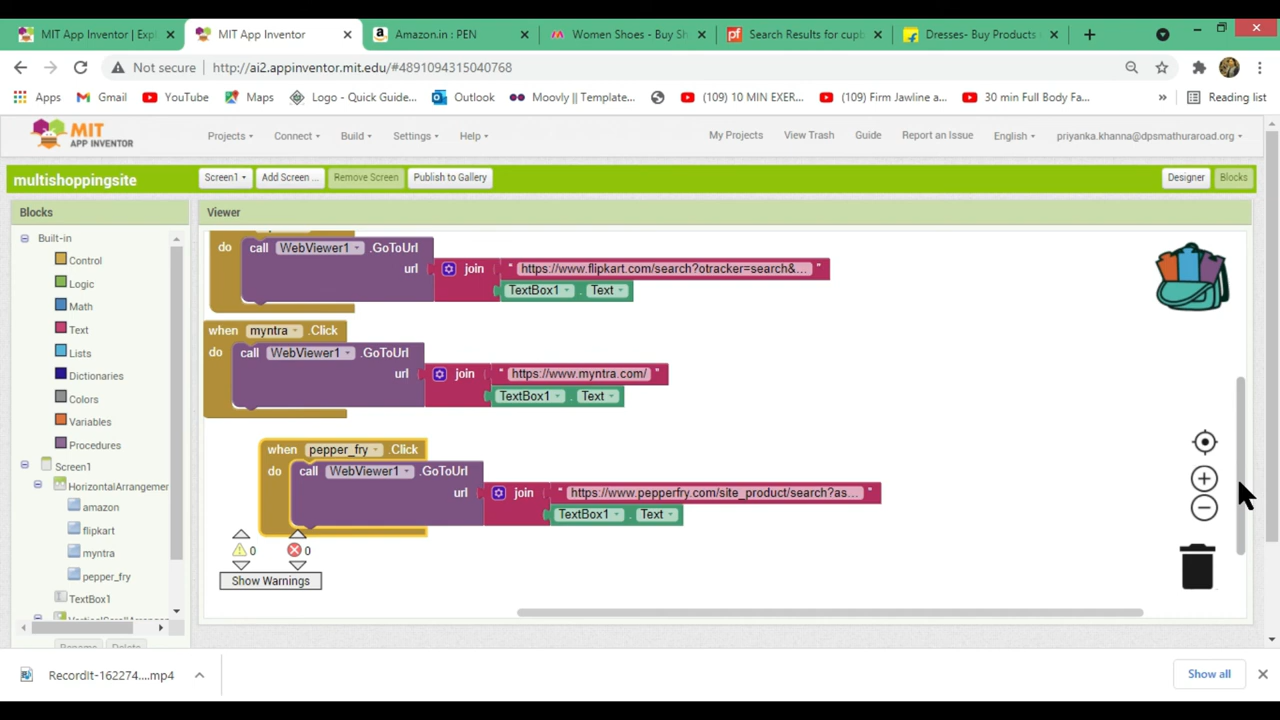 MIT App Inventor | Expl
MIT App Inventor
Amazon.in : PEN
Women Shoes - Buy Sh
Search Results for cupb
Dresses- Buy Products
Not secure
http://ai2.appinventor.mit.edu/#4891094315040768
Apps
Gmail
YouTube
Maps
Logo - Quick Guide...
Outlook
Moovly || Template...
(109) 10 MIN EXER...
(109) Firm Jawline a...
30 min Full Body Fa...
»
Reading list
MIT
APP INVENTOR
Projects
Connect
Build
Settings
Help
My Projects
View Trash
Guide
Report an Issue
English
priyanka.khanna@dpsmathuraroad.org
multishoppingsite
Screen1
Add Screen ...
Remove Screen
Publish to Gallery
Designer
Blocks
Blocks
Viewer
Built-in
Control
Logic
Math
Text
Lists
Dictionaries
Colors
Variables
Procedures
Screen1
HorizontalArrangemer
amazon
flipkart
myntra
pepper_fry
TextBox1
Rename Delete
do call WebViewer1 .GoToUrl
url join " https://www.flipkart.com/search?otracker=search&... "
TextBox1 . Text
when myntra .Click
do call WebViewer1 .GoToUrl
url join " https://www.myntra.com/ "
TextBox1 . Text
when pepper_fry .Click
do call WebViewer1 .GoToUrl
url join " https://www.pepperfry.com/site_product/search?as... "
TextBox1 . Text
0 0
Show Warnings
RecordIt-162274....mp4
Show all